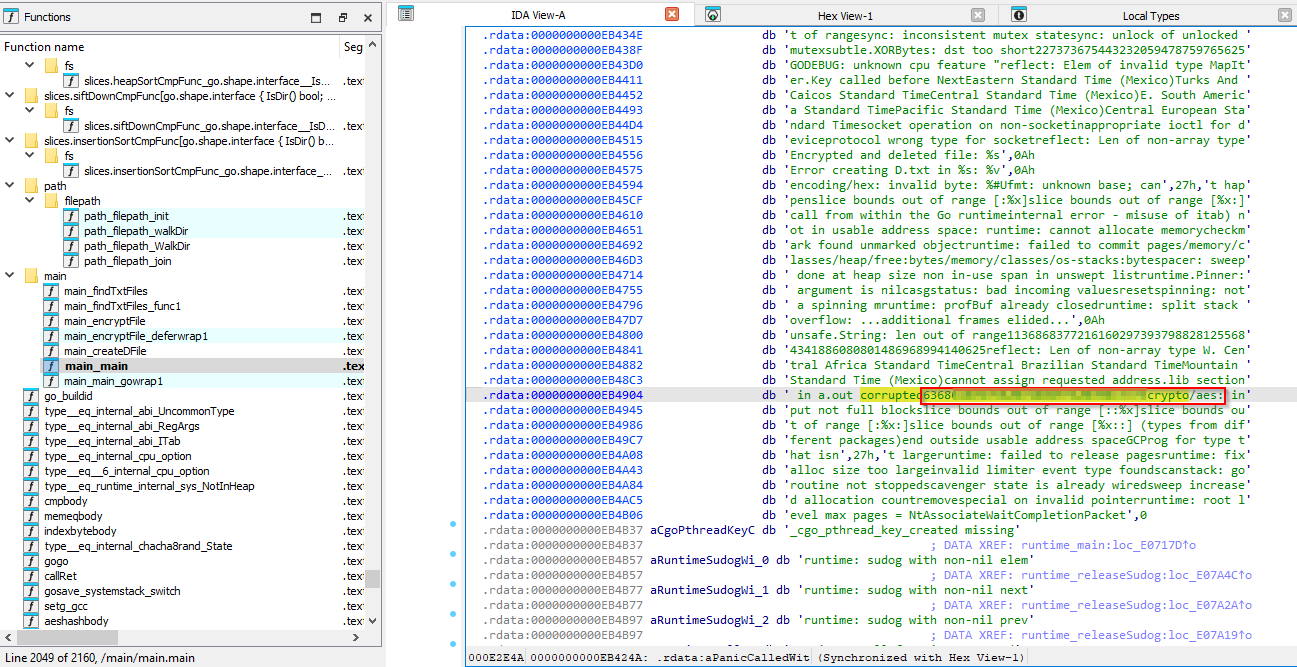 Functions
IDA View-A
Hex View-1
Local Types
Function name
Seg
fs
slices.heapSortCmpFunc_go.shape.interface__Is...
.text
slices.siftDownCmpFunc[go.shape.interface { IsDir() bool; ...
fs
slices.siftDownCmpFunc_go.shape.interface__IsD...
.text
slices.insertionSortCmpFunc[go.shape.interface { IsDir() b...
fs
slices.insertionSortCmpFunc_go.shape.interface_...
.text
path
filepath
path_filepath_init
.text
path_filepath_walkDir
.text
path_filepath_WalkDir
.text
path_filepath_join
.text
main
main_findTxtFiles
.text
main_findTxtFiles_func1
.text
main_encryptFile
.text
main_encryptFile_deferwrap1
.text
main_createDFile
.text
main_main
.tex
main_main_gowrap1
.text
go_buildid
.text
type__eq_internal_abi_UncommonType
.text
type__eq_internal_abi_RegArgs
.text
type__eq_internal_abi_ITab
.text
type__eq_internal_cpu_option
.text
type__eq__6_internal_cpu_option
.text
type__eq_runtime_internal_sys_NotInHeap
.text
cmpbody
.text
memeqbody
.text
indexbytebody
.text
type__eq_internal_chacha8rand_State
.text
gogo
.text
callRet
.text
gosave_systemstack_switch
.text
setg_gcc
.text
aeshashbody
.text
Line 2049 of 2160, /main/main.main
.rdata:0000000000EB434E db 't of rangesync: inconsistent mutex statesync: unlock of unlocked '
.rdata:0000000000EB438F db 'mutexsubtle.XORBytes: dst too short227373675443232059478759765625'
.rdata:0000000000EB43D0 db 'GODEBUG: unknown cpu feature "reflect: Elem of invalid type MapIt'
.rdata:0000000000EB4411 db 'er.Key called before NextEastern Standard Time (Mexico)Turks And '
.rdata:0000000000EB4452 db 'Caicos Standard TimeCentral Standard Time (Mexico)E. South Americ'
.rdata:0000000000EB4493 db 'a Standard TimePacific Standard Time (Mexico)Central European Sta'
.rdata:0000000000EB44D4 db 'ndard Timesocket operation on non-socketinappropriate ioctl for d'
.rdata:0000000000EB4515 db 'eviceprotocol wrong type for socketreflect: Len of non-array type'
.rdata:0000000000EB4556 db 'Encrypted and deleted file: %s',0Ah
.rdata:0000000000EB4575 db 'Error creating D.txt in %s: %v',0Ah
.rdata:0000000000EB4594 db 'encoding/hex: invalid byte: %#Ufmt: unknown base; can',27h,'t hap'
.rdata:0000000000EB45CF db 'penslice bounds out of range [:%x]slice bounds out of range [%x:]'
.rdata:0000000000EB4610 db 'call from within the Go runtimeinternal error - misuse of itab) n'
.rdata:0000000000EB4651 db 'ot in usable address space: runtime: cannot allocate memorycheckm'
.rdata:0000000000EB4692 db 'ark found unmarked objectruntime: failed to commit pages/memory/c'
.rdata:0000000000EB46D3 db 'lasses/heap/free:bytes/memory/classes/os-stacks:bytespacer: sweep'
.rdata:0000000000EB4714 db ' done at heap size non in-use span in unswept listruntime.Pinner:'
.rdata:0000000000EB4755 db ' argument is nilcasgstatus: bad incoming valuesresetspinning: not'
.rdata:0000000000EB4796 db ' a spinning mruntime: profBuf already closedruntime: split stack '
.rdata:0000000000EB47D7 db 'overflow: ...additional frames elided...',0Ah
.rdata:0000000000EB4800 db 'unsafe.String: len out of range1136868377216160297393798828125568'
.rdata:0000000000EB4841 db '4341886080801486968994140625reflect: Len of non-array type W. Cen'
.rdata:0000000000EB4882 db 'tral Africa Standard TimeCentral Brazilian Standard TimeMountain '
.rdata:0000000000EB48C3 db 'Standard Time (Mexico)cannot assign requested address.lib section'
.rdata:0000000000EB4904 db ' in a.out corrupted6368 crypto/aes: in'
.rdata:0000000000EB4945 db 'put not full blockslice bounds out of range [::%x]slice bounds ou'
.rdata:0000000000EB4986 db 't of range [:%x:]slice bounds out of range [%x::] (types from dif'
.rdata:0000000000EB49C7 db 'ferent packages)end outside usable address spaceGCProg for type t'
.rdata:0000000000EB4A08 db 'hat isn',27h,'t largeruntime: failed to release pagesruntime: fix'
.rdata:0000000000EB4A43 db 'alloc size too largeinvalid limiter event type foundscanstack: go'
.rdata:0000000000EB4A84 db 'routine not stoppedscavenger state is already wiredsweep increase'
.rdata:0000000000EB4AC5 db 'd allocation countremovespecial on invalid pointerruntime: root l'
.rdata:0000000000EB4B06 db 'evel max pages = NtAssociateWaitCompletionPacket',0
.rdata:0000000000EB4B37 aCgoPthreadKeyC db '_cgo_pthread_key_created missing'
.rdata:0000000000EB4B37 ; DATA XREF: runtime_main:loc_E0717D↑o
.rdata:0000000000EB4B57 aRuntimeSudogWi_0 db 'runtime: sudog with non-nil elem'
.rdata:0000000000EB4B57 ; DATA XREF: runtime_releaseSudog:loc_E07A4C↑o
.rdata:0000000000EB4B77 aRuntimeSudogWi_1 db 'runtime: sudog with non-nil next'
.rdata:0000000000EB4B77 ; DATA XREF: runtime_releaseSudog:loc_E07A2A↑o
.rdata:0000000000EB4B97 aRuntimeSudogWi_2 db 'runtime: sudog with non-nil prev'
.rdata:0000000000EB4B97 ; DATA XREF: runtime_releaseSudog:loc_E07A19↑o
000E2E4A 0000000000EB424A: .rdata:aPanicCalledWit (Synchronized with Hex View-1)